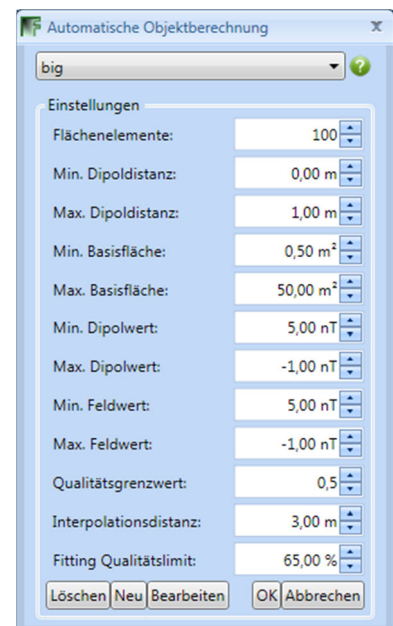 Automatische Objektberechnung x
big
Einstellungen
Flächenelemente: 100
Min. Dipoldistanz: 0,00 m
Max. Dipoldistanz: 1,00 m
Min. Basisfläche: 0,50 m²
Max. Basisfläche: 50,00 m²
Min. Dipolwert: 5,00 nT
Max. Dipolwert: -1,00 nT
Min. Feldwert: 5,00 nT
Max. Feldwert: -1,00 nT
Qualitätsgrenzwert: 0,5
Interpolationsdistanz: 3,00 m
Fitting Qualitätslimit: 65,00 %
Löschen Neu Bearbeiten OK Abbrechen